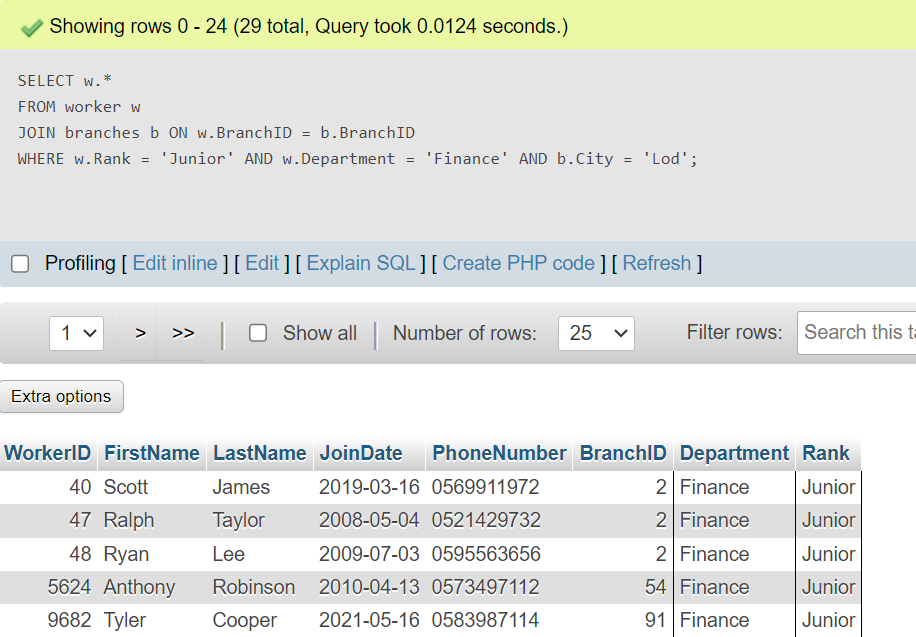 Showing rows 0 - 24 (29 total, Query took 0.0124 seconds.)
SELECT w.*
FROM worker w
JOIN branches b ON w.BranchID = b.BranchID
WHERE w.Rank = 'Junior' AND w.Department = 'Finance' AND b.City = 'Lod';
Profiling [ Edit inline ] [ Edit ] [ Explain SQL ] [ Create PHP code ] [ Refresh ]
1 > >> Show all Number of rows: 25 Filter rows: Search this
Extra options
WorkerID FirstName LastName JoinDate PhoneNumber BranchID Department Rank
40 Scott James 2019-03-16 0569911972 2 Finance Junior
47 Ralph Taylor 2008-05-04 0521429732 2 Finance Junior
48 Ryan Lee 2009-07-03 0595563656 2 Finance Junior
5624 Anthony Robinson 2010-04-13 0573497112 54 Finance Junior
9682 Tyler Cooper 2021-05-16 0583987114 91 Finance Junior